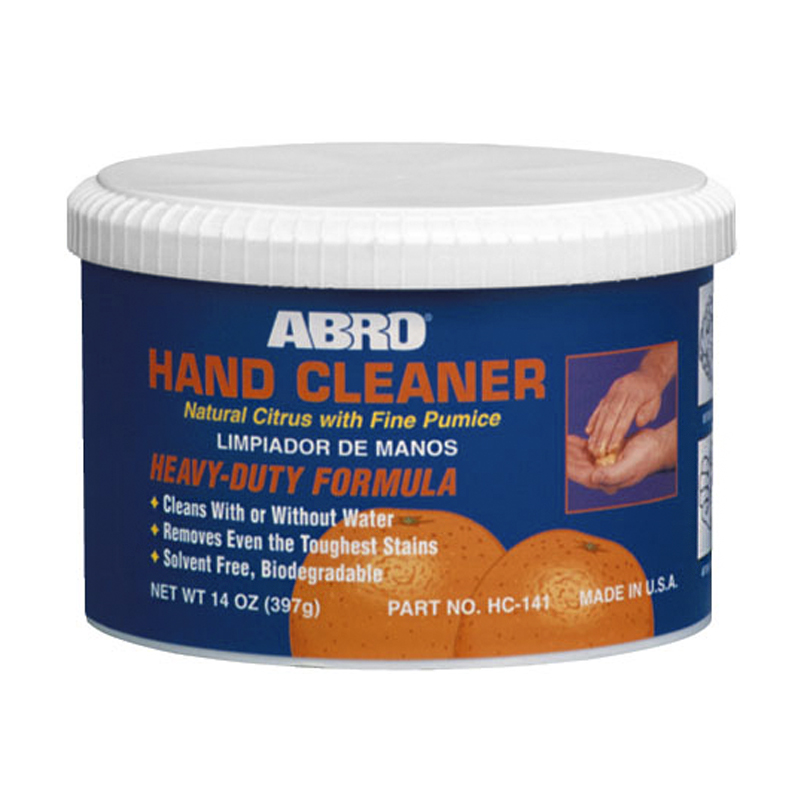 ABRO®
HAND CLEANER
Natural Citrus with Fine Pumice
LIMPIADOR DE MANOS
HEAVY-DUTY FORMULA
+ Cleans With or Without Water
+ Removes Even the Toughest Stains
+ Solvent Free, Biodegradable
NET WT 14 OZ (397g)
PART NO. HC-141
MADE IN U.S.A.